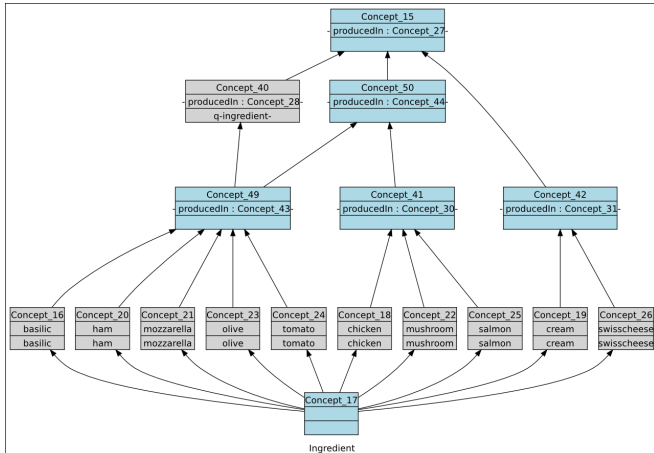 Concept_15
- producedIn : Concept_27-
Concept_40
- producedIn : Concept_28-
q-ingredient-
Concept_50
- producedIn : Concept_44-
Concept_49
- producedIn : Concept_43-
Concept_41
- producedIn : Concept_30-
Concept_42
- producedIn : Concept_31-
Concept_16
basilic
basilic
Concept_20
ham
ham
Concept_21
mozzarella
mozzarella
Concept_23
olive
olive
Concept_24
tomato
tomato
Concept_18
chicken
chicken
Concept_22
mushroom
mushroom
Concept_25
salmon
salmon
Concept_19
cream
cream
Concept_26
swisscheese
swisscheese
Concept_17
Ingredient